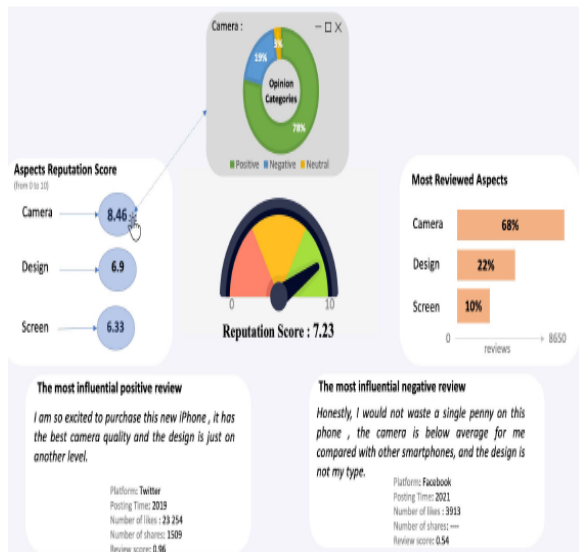 Camera :
3%
19%
Opinion
Categories
78%
Positive Negative Neutral
Aspects Reputation Score
(from 0 to 10)
Camera 8.46
Design 6.9
Screen 6.33
0 10
Reputation Score : 7.23
Most Reviewed Aspects
Camera 68%
Design 22%
Screen 10%
0 8650
reviews
The most influential positive review
I am so excited to purchase this new iPhone , it has
the best camera quality and the design is just on
another level.
Platform: Twitter
Posting Time: 2019
Number of likes : 23 254
Number of shares: 1509
Review score: 0.96
The most influential negative review
Honestly, I would not waste a single penny on this
phone , the camera is below average for me
compared with other smartphones, and the design is
not my type.
Platform: Facebook
Posting Time: 2021
Number of likes : 3913
Number of shares: ----
Review score: 0.54